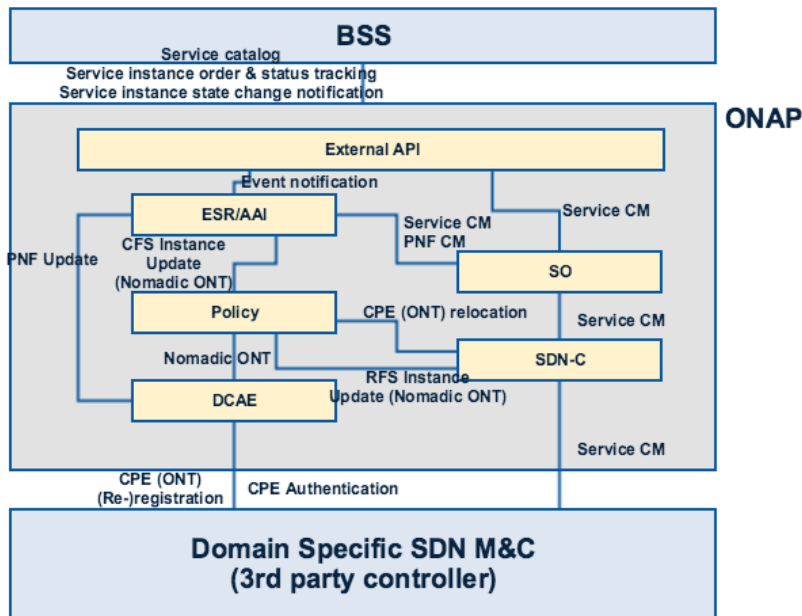 BSS
Service catalog
Service instance order & status tracking
Service instance state change notification
ONAP
External API
Event notification
ESR/AAI
Service CM
Service CM
PNF CM
CFS Instance
Update
(Nomadic ONT)
PNF Update
SO
Policy
CPE (ONT) relocation
Service CM
Nomadic ONT
SDN-C
RFS Instance
Update (Nomadic ONT)
DCAE
Service CM
CPE (ONT)
(Re-)registration
CPE Authentication
Domain Specific SDN M&C
(3rd party controller)